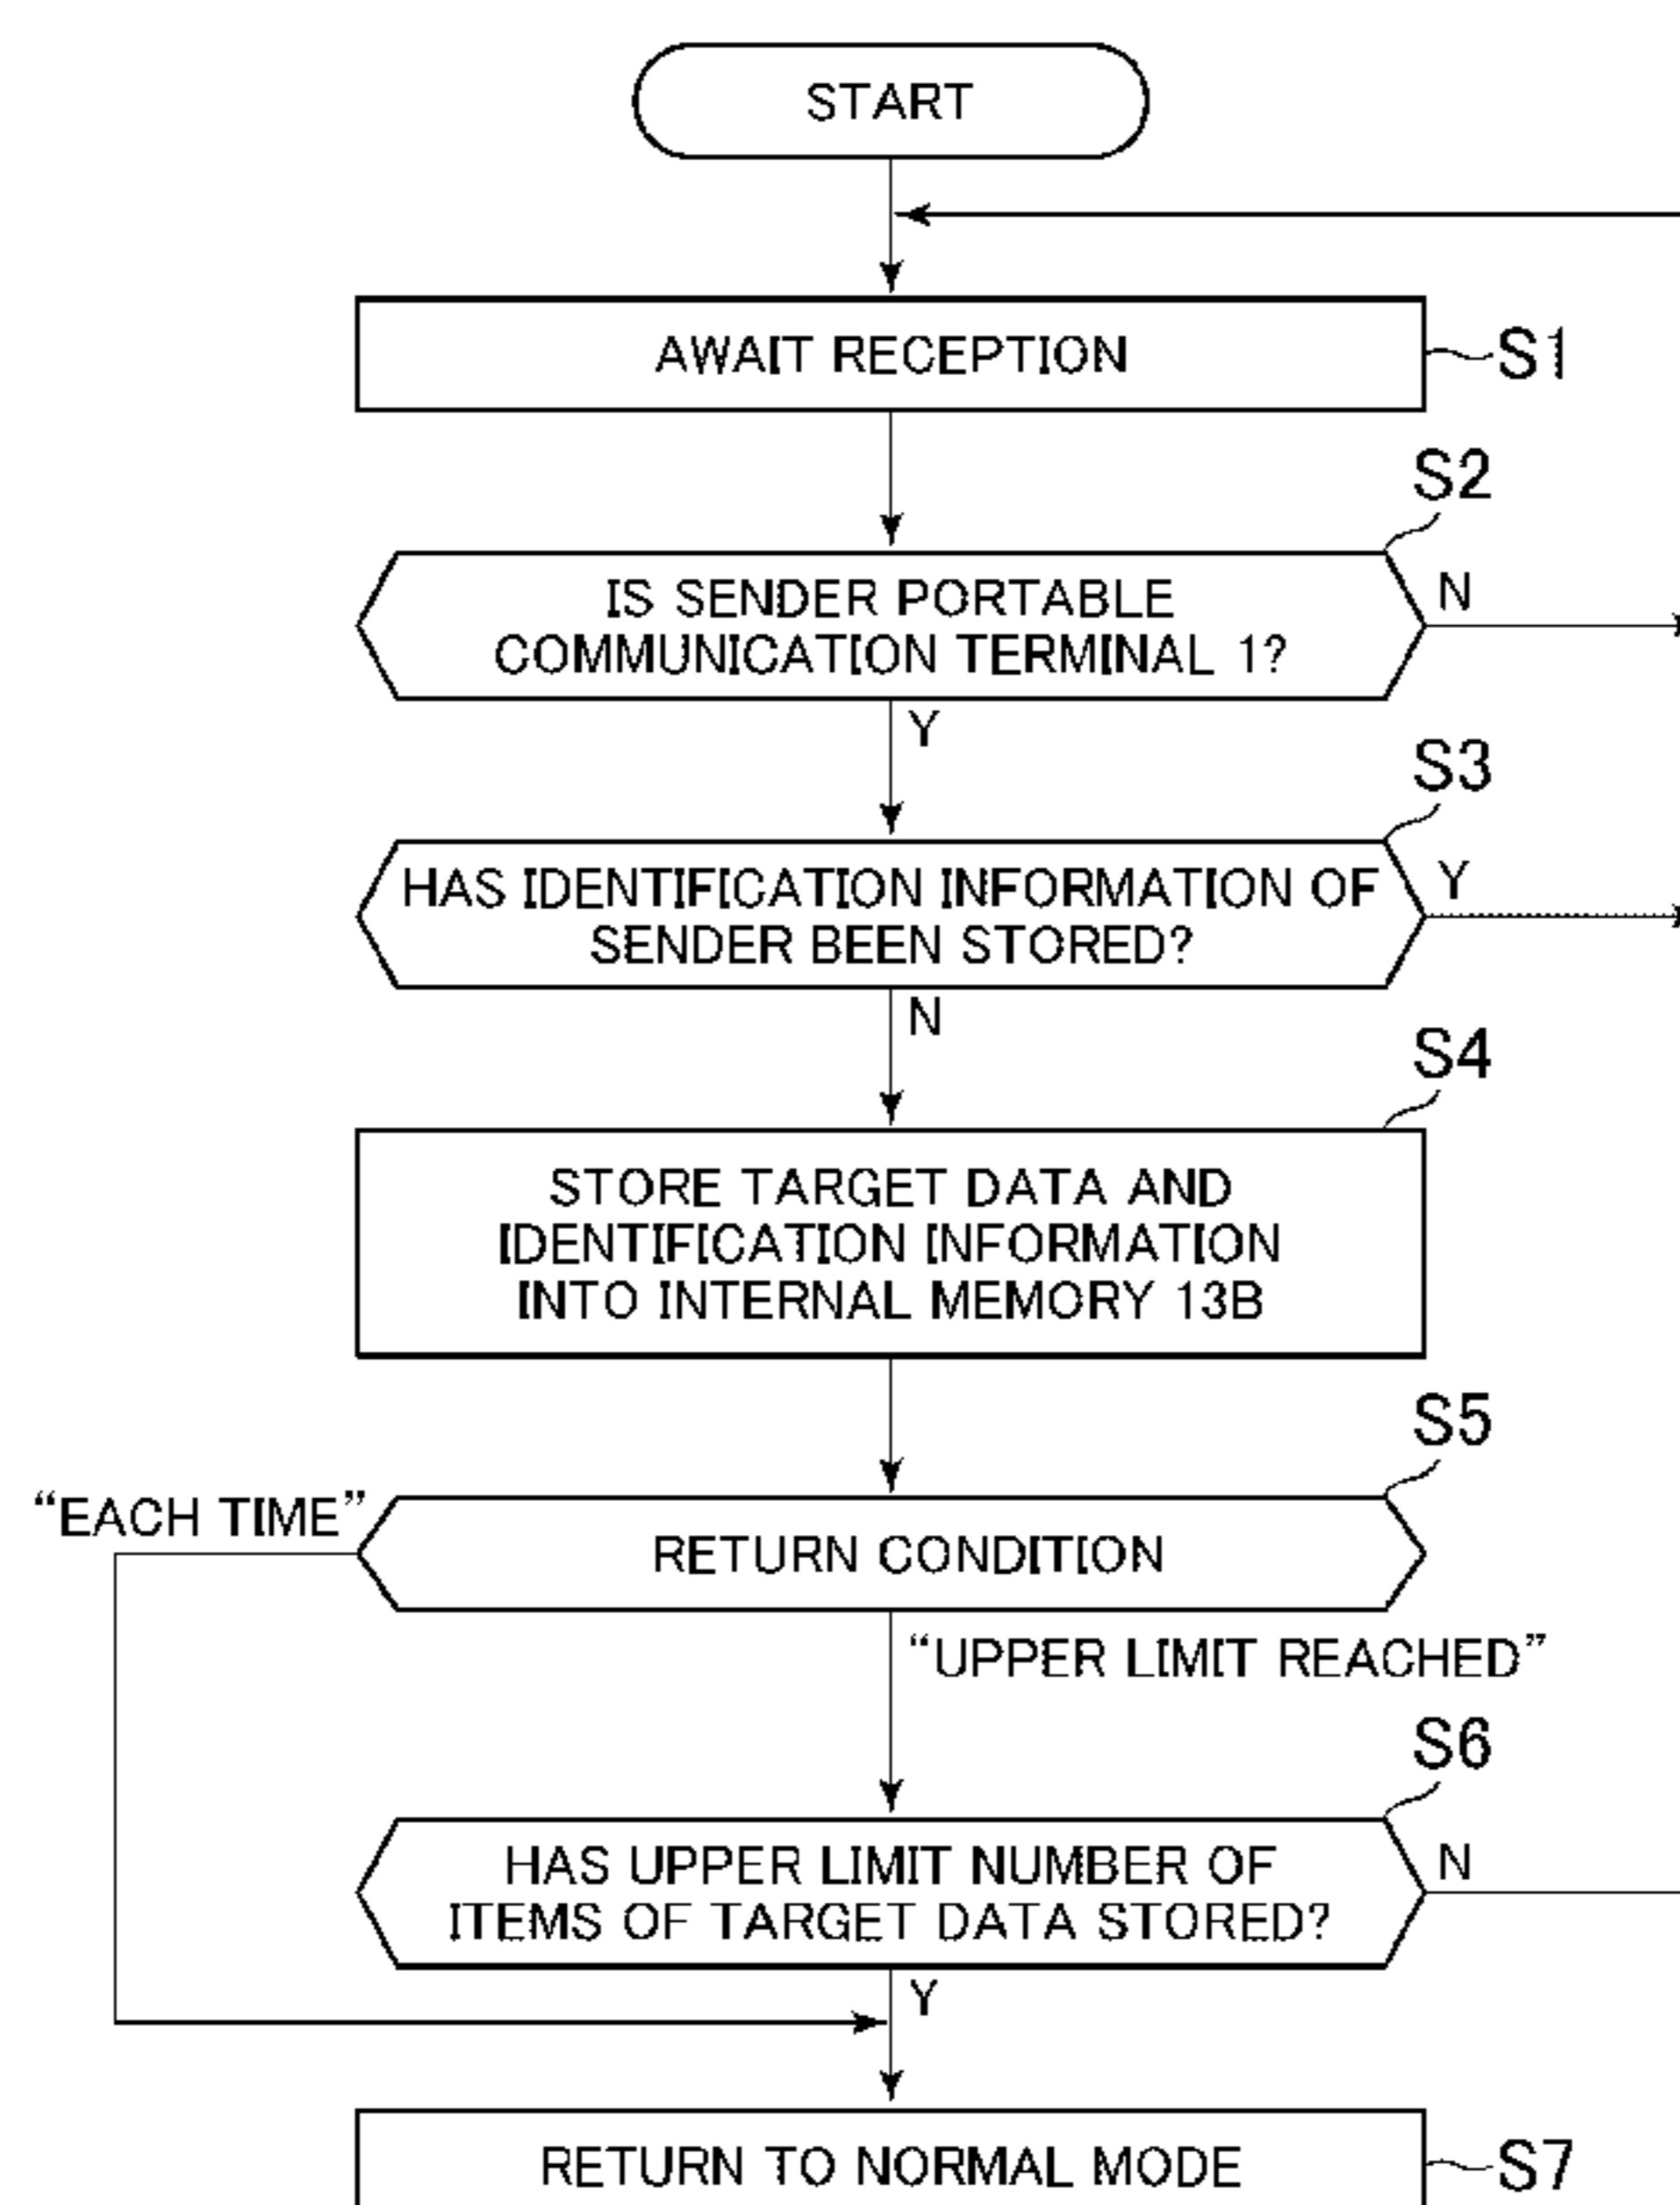 START
AWAIT RECEPTION
S1
S2
IS SENDER PORTABLE
COMMUNICATION TERMINAL 1?
N
Y
S3
HAS IDENTIFICATION INFORMATION OF
SENDER BEEN STORED?
Y
N
S4
STORE TARGET DATA AND
IDENTIFICATION INFORMATION
INTO INTERNAL MEMORY 13B
S5
“EACH TIME”
RETURN CONDITION
“UPPER LIMIT REACHED”
S6
HAS UPPER LIMIT NUMBER OF
ITEMS OF TARGET DATA STORED?
N
Y
RETURN TO NORMAL MODE
S7